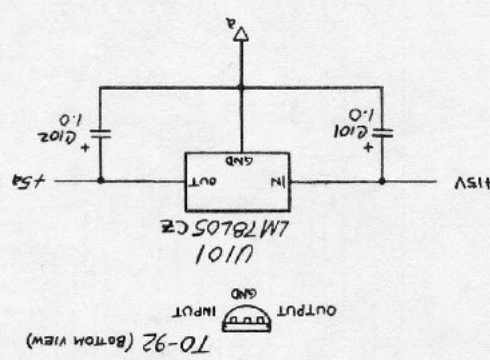 TO-92 (BOTTOM VIEW)
OUTPUT
INPUT
GND
U101
LM78L05CZ
+15V
IN
OUT
+5a
GND
+
C101
1.0
+
C102
1.0
a